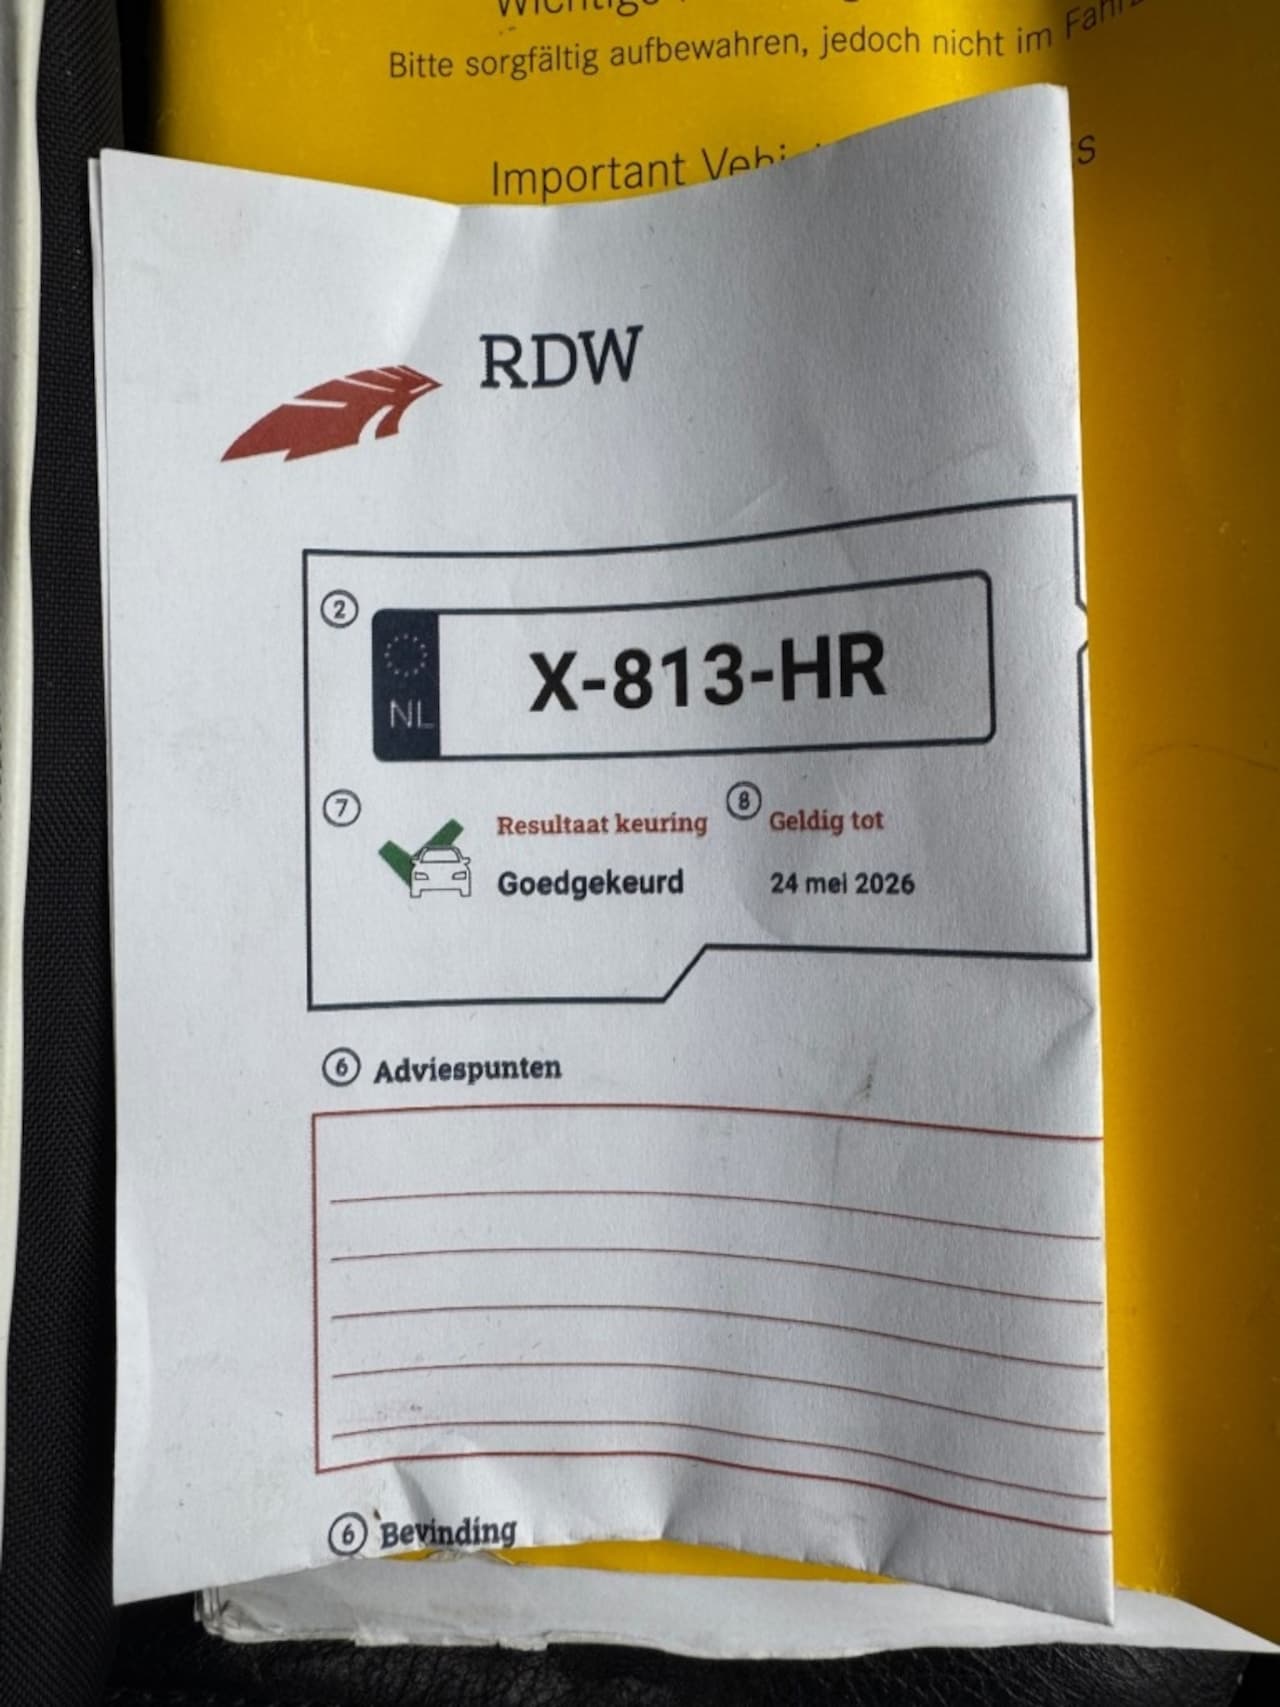 Bitte sorgfältig aufbewahren, jedoch nicht im
Important
RDW
2
NL
X-813-HR
7
Resultaat keuring
8
Geldig tot
Goedgekeurd
24 mei 2026
6 Adviespunten
6 Bevinding